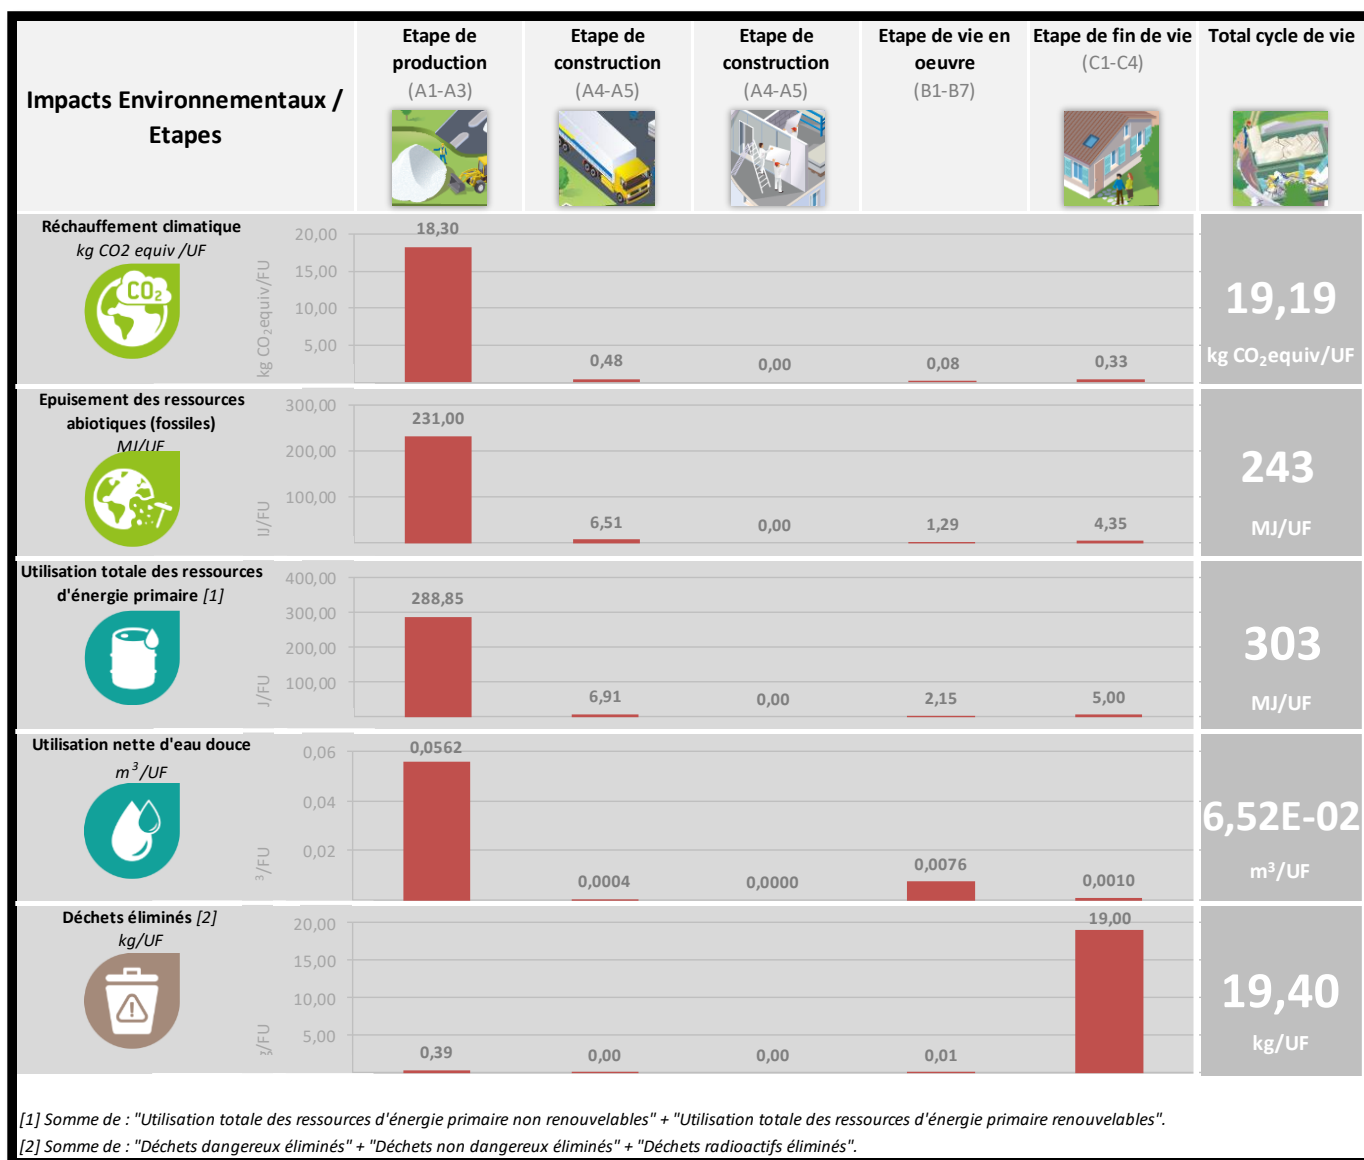 Impacts Environnementaux /
Etapes
Etape de
production
(A1-A3)
Etape de
construction
(A4-A5)
Etape de
construction
(A4-A5)
Etape de vie en
oeuvre
(B1-B7)
Etape de fin de vie
(C1-C4)
Total cycle de vie
Réchauffement climatique
kg CO2 equiv /UF
CO2
kg CO2equiv/FU
20,00
15,00
10,00
5,00
18,30
0,48
0,00
0,08
0,33
19,19
kg CO2equiv/UF
Epuisement des ressources
abiotiques (fossiles)
MJ/UF
IJ/FU
300,00
200,00
100,00
231,00
6,51
0,00
1,29
4,35
243
MJ/UF
Utilisation totale des ressources
d'énergie primaire [1]
J/FU
400,00
300,00
200,00
100,00
288,85
6,91
0,00
2,15
5,00
303
MJ/UF
Utilisation nette d'eau douce
m3/UF
3/FU
0,06
0,04
0,02
0,0562
0,0004
0,0000
0,0076
0,0010
6,52E-02
m3/UF
Déchets éliminés [2]
kg/UF
/FU
20,00
15,00
10,00
5,00
0,39
0,00
0,00
0,01
19,00
19,40
kg/UF
[1] Somme de : "Utilisation totale des ressources d'énergie primaire non renouvelables" + "Utilisation totale des ressources d'énergie primaire renouvelables".
[2] Somme de : "Déchets dangereux éliminés" + "Déchets non dangereux éliminés" + "Déchets radioactifs éliminés".